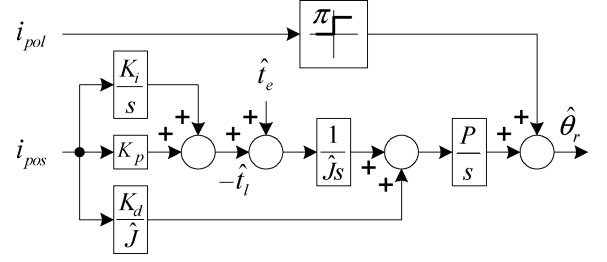 i_pol
π
K_i/s
t̂_e
θ̂_r
+ + + + + +
i_pos
K_p
1/Ĵs
P/s
+ + + +
−t̂_l
K_d/Ĵ